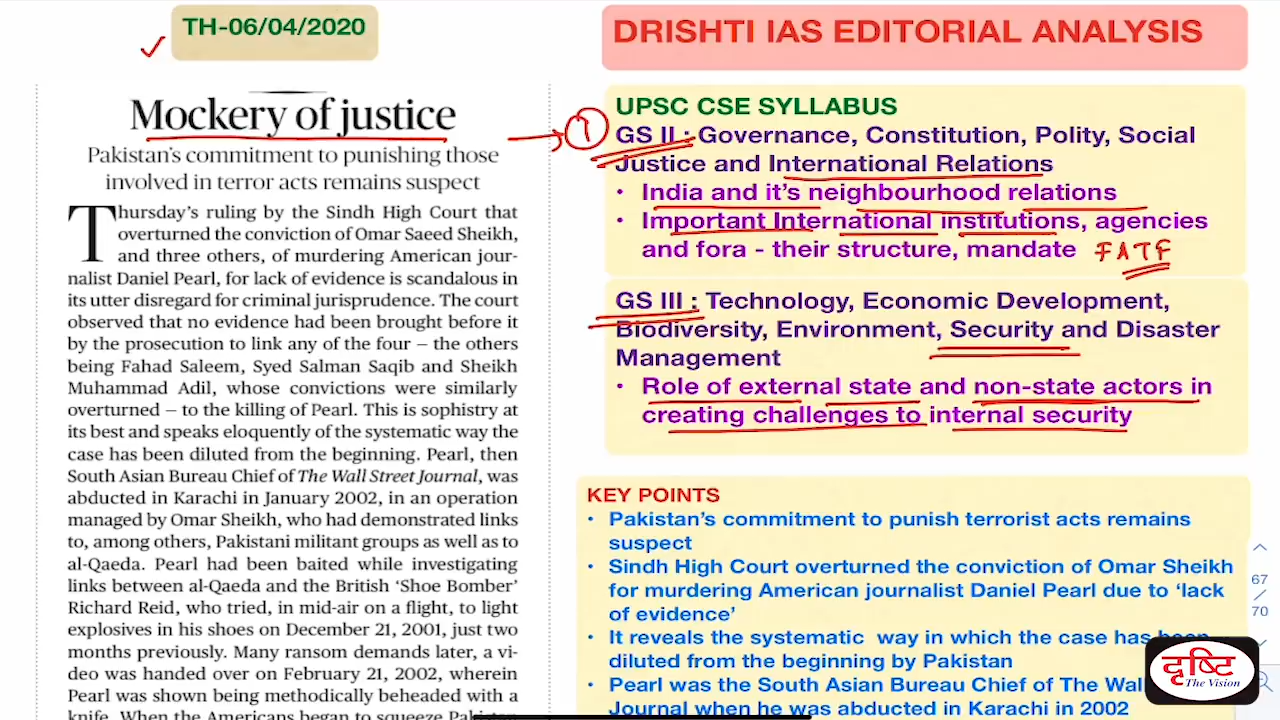 TH-06/04/2020
DRISHTI IAS EDITORIAL ANALYSIS
Mockery of justice
Pakistan's commitment to punishing those
involved in terror acts remains suspect
Thursday's ruling by the Sindh High Court that
overturned the conviction of Omar Saeed Sheikh,
and three others, of murdering American jour-
nalist Daniel Pearl, for lack of evidence is scandalous in
its utter disregard for criminal jurisprudence. The court
observed that no evidence had been brought before it
by the prosecution to link any of the four – the others
being Fahad Saleem, Syed Salman Saqib and Sheikh
Muhammad Adil, whose convictions were similarly
overturned – to the killing of Pearl. This is sophistry at
its best and speaks eloquently of the systematic way the
case has been diluted from the beginning. Pearl, then
South Asian Bureau Chief of The Wall Street Journal, was
abducted in Karachi in January 2002, in an operation
managed by Omar Sheikh, who had demonstrated links
to, among others, Pakistani militant groups as well as to
al-Qaeda. Pearl had been baited while investigating
links between al-Qaeda and the British 'Shoe Bomber'
Richard Reid, who tried, in mid-air on a flight, to light
explosives in his shoes on December 21, 2001, just two
months previously. Many ransom demands later, a vi-
deo was handed over on February 21, 2002, wherein
Pearl was shown being methodically beheaded with a
knife. When the Americans began to squeeze Pakistan
1
UPSC CSE SYLLABUS
GS II : Governance, Constitution, Polity, Social
Justice and International Relations
• India and it's neighbourhood relations
• Important International institutions, agencies
and fora - their structure, mandate FATF
GS III : Technology, Economic Development,
Biodiversity, Environment, Security and Disaster
Management
• Role of external state and non-state actors in
creating challenges to internal security
KEY POINTS
• Pakistan's commitment to punish terrorist acts remains
suspect
• Sindh High Court overturned the conviction of Omar Sheikh
for murdering American journalist Daniel Pearl due to 'lack
of evidence'
• It reveals the systematic way in which the case has been
diluted from the beginning by Pakistan
• Pearl was the South Asian Bureau Chief of The Wall
Journal when he was abducted in Karachi in 2002
67
/
70
दृष्टि
The Vision